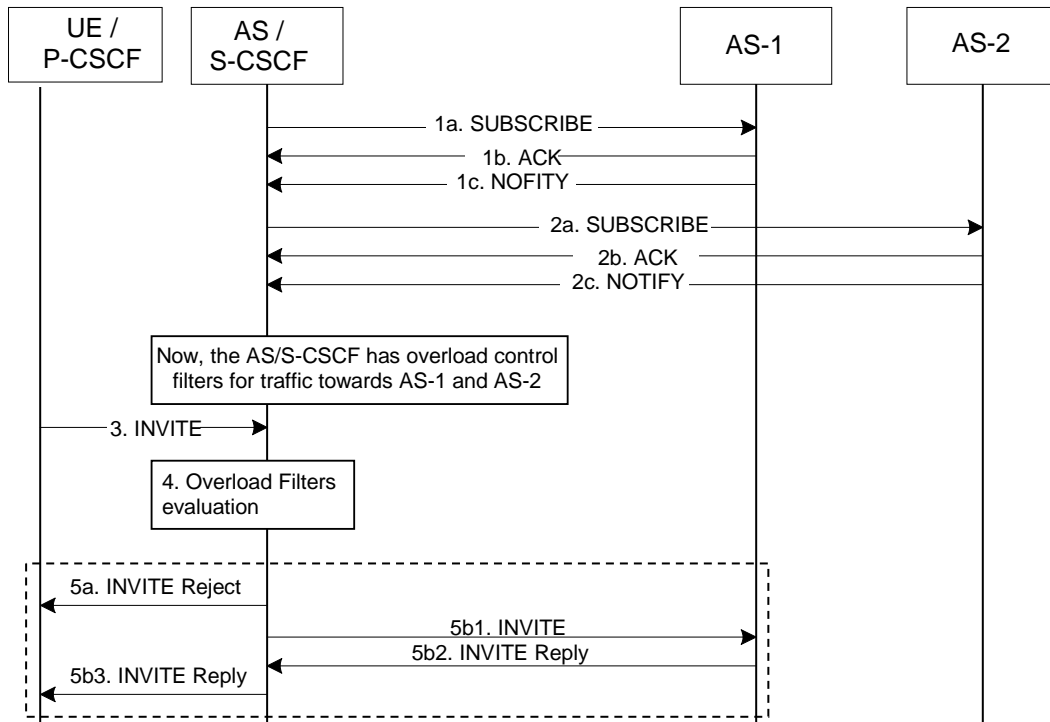 UE /
P-CSCF
AS /
S-CSCF
AS-1
AS-2
1a. SUBSCRIBE
1b. ACK
1c. NOFITY
2a. SUBSCRIBE
2b. ACK
2c. NOTIFY
Now, the AS/S-CSCF has overload control
filters for traffic towards AS-1 and AS-2
3. INVITE
4. Overload Filters
evaluation
5a. INVITE Reject
5b1. INVITE
5b2. INVITE Reply
5b3. INVITE Reply